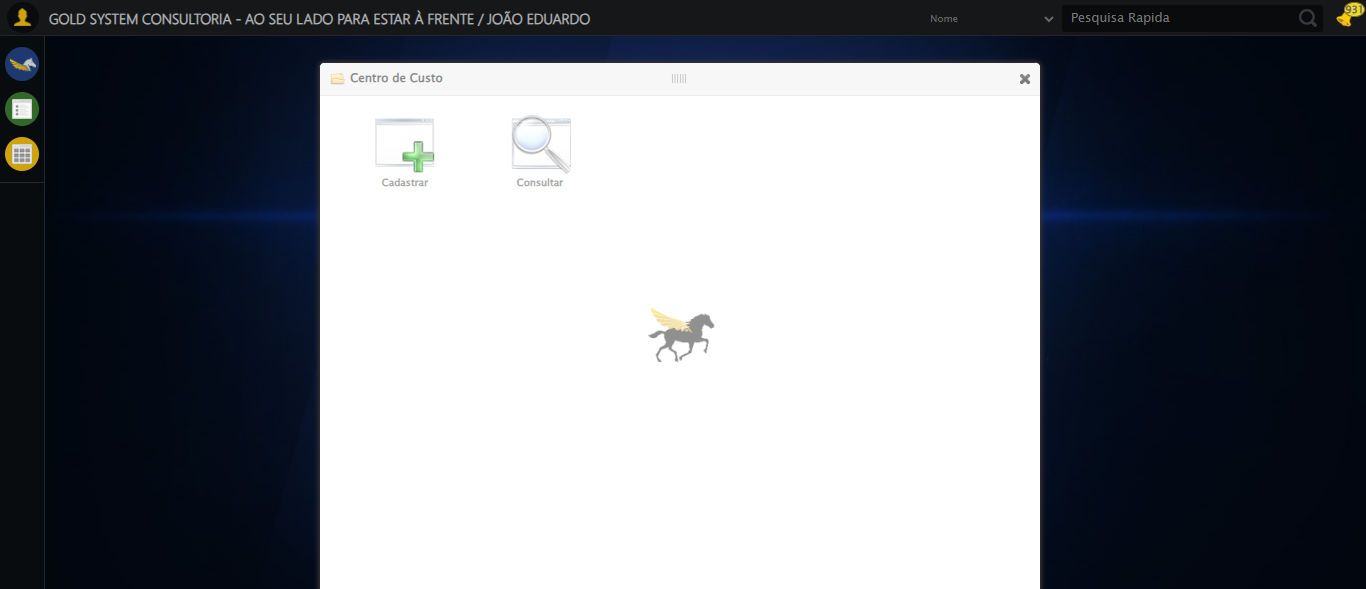 GOLD SYSTEM CONSULTORIA - AO SEU LADO PARA ESTAR À FRENTE / JOÃO EDUARDO
Nome
Pesquisa Rapida
931
Centro de Custo
Cadastrar
Consultar